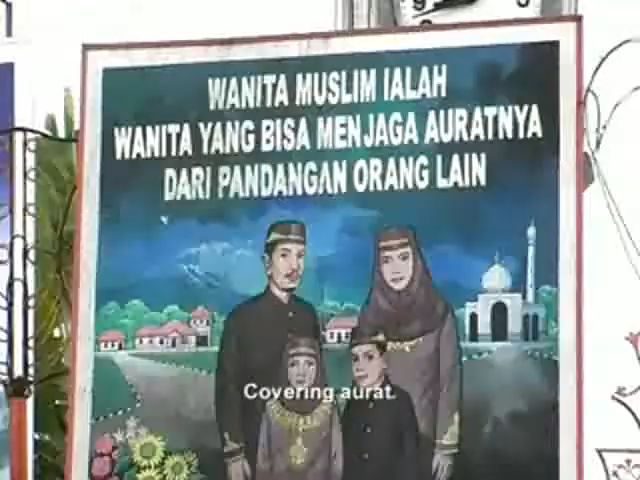 WANITA MUSLIM IALAH
WANITA YANG BISA MENJAGA AURATNYA
DARI PANDANGAN ORANG LAIN
Covering aurat.